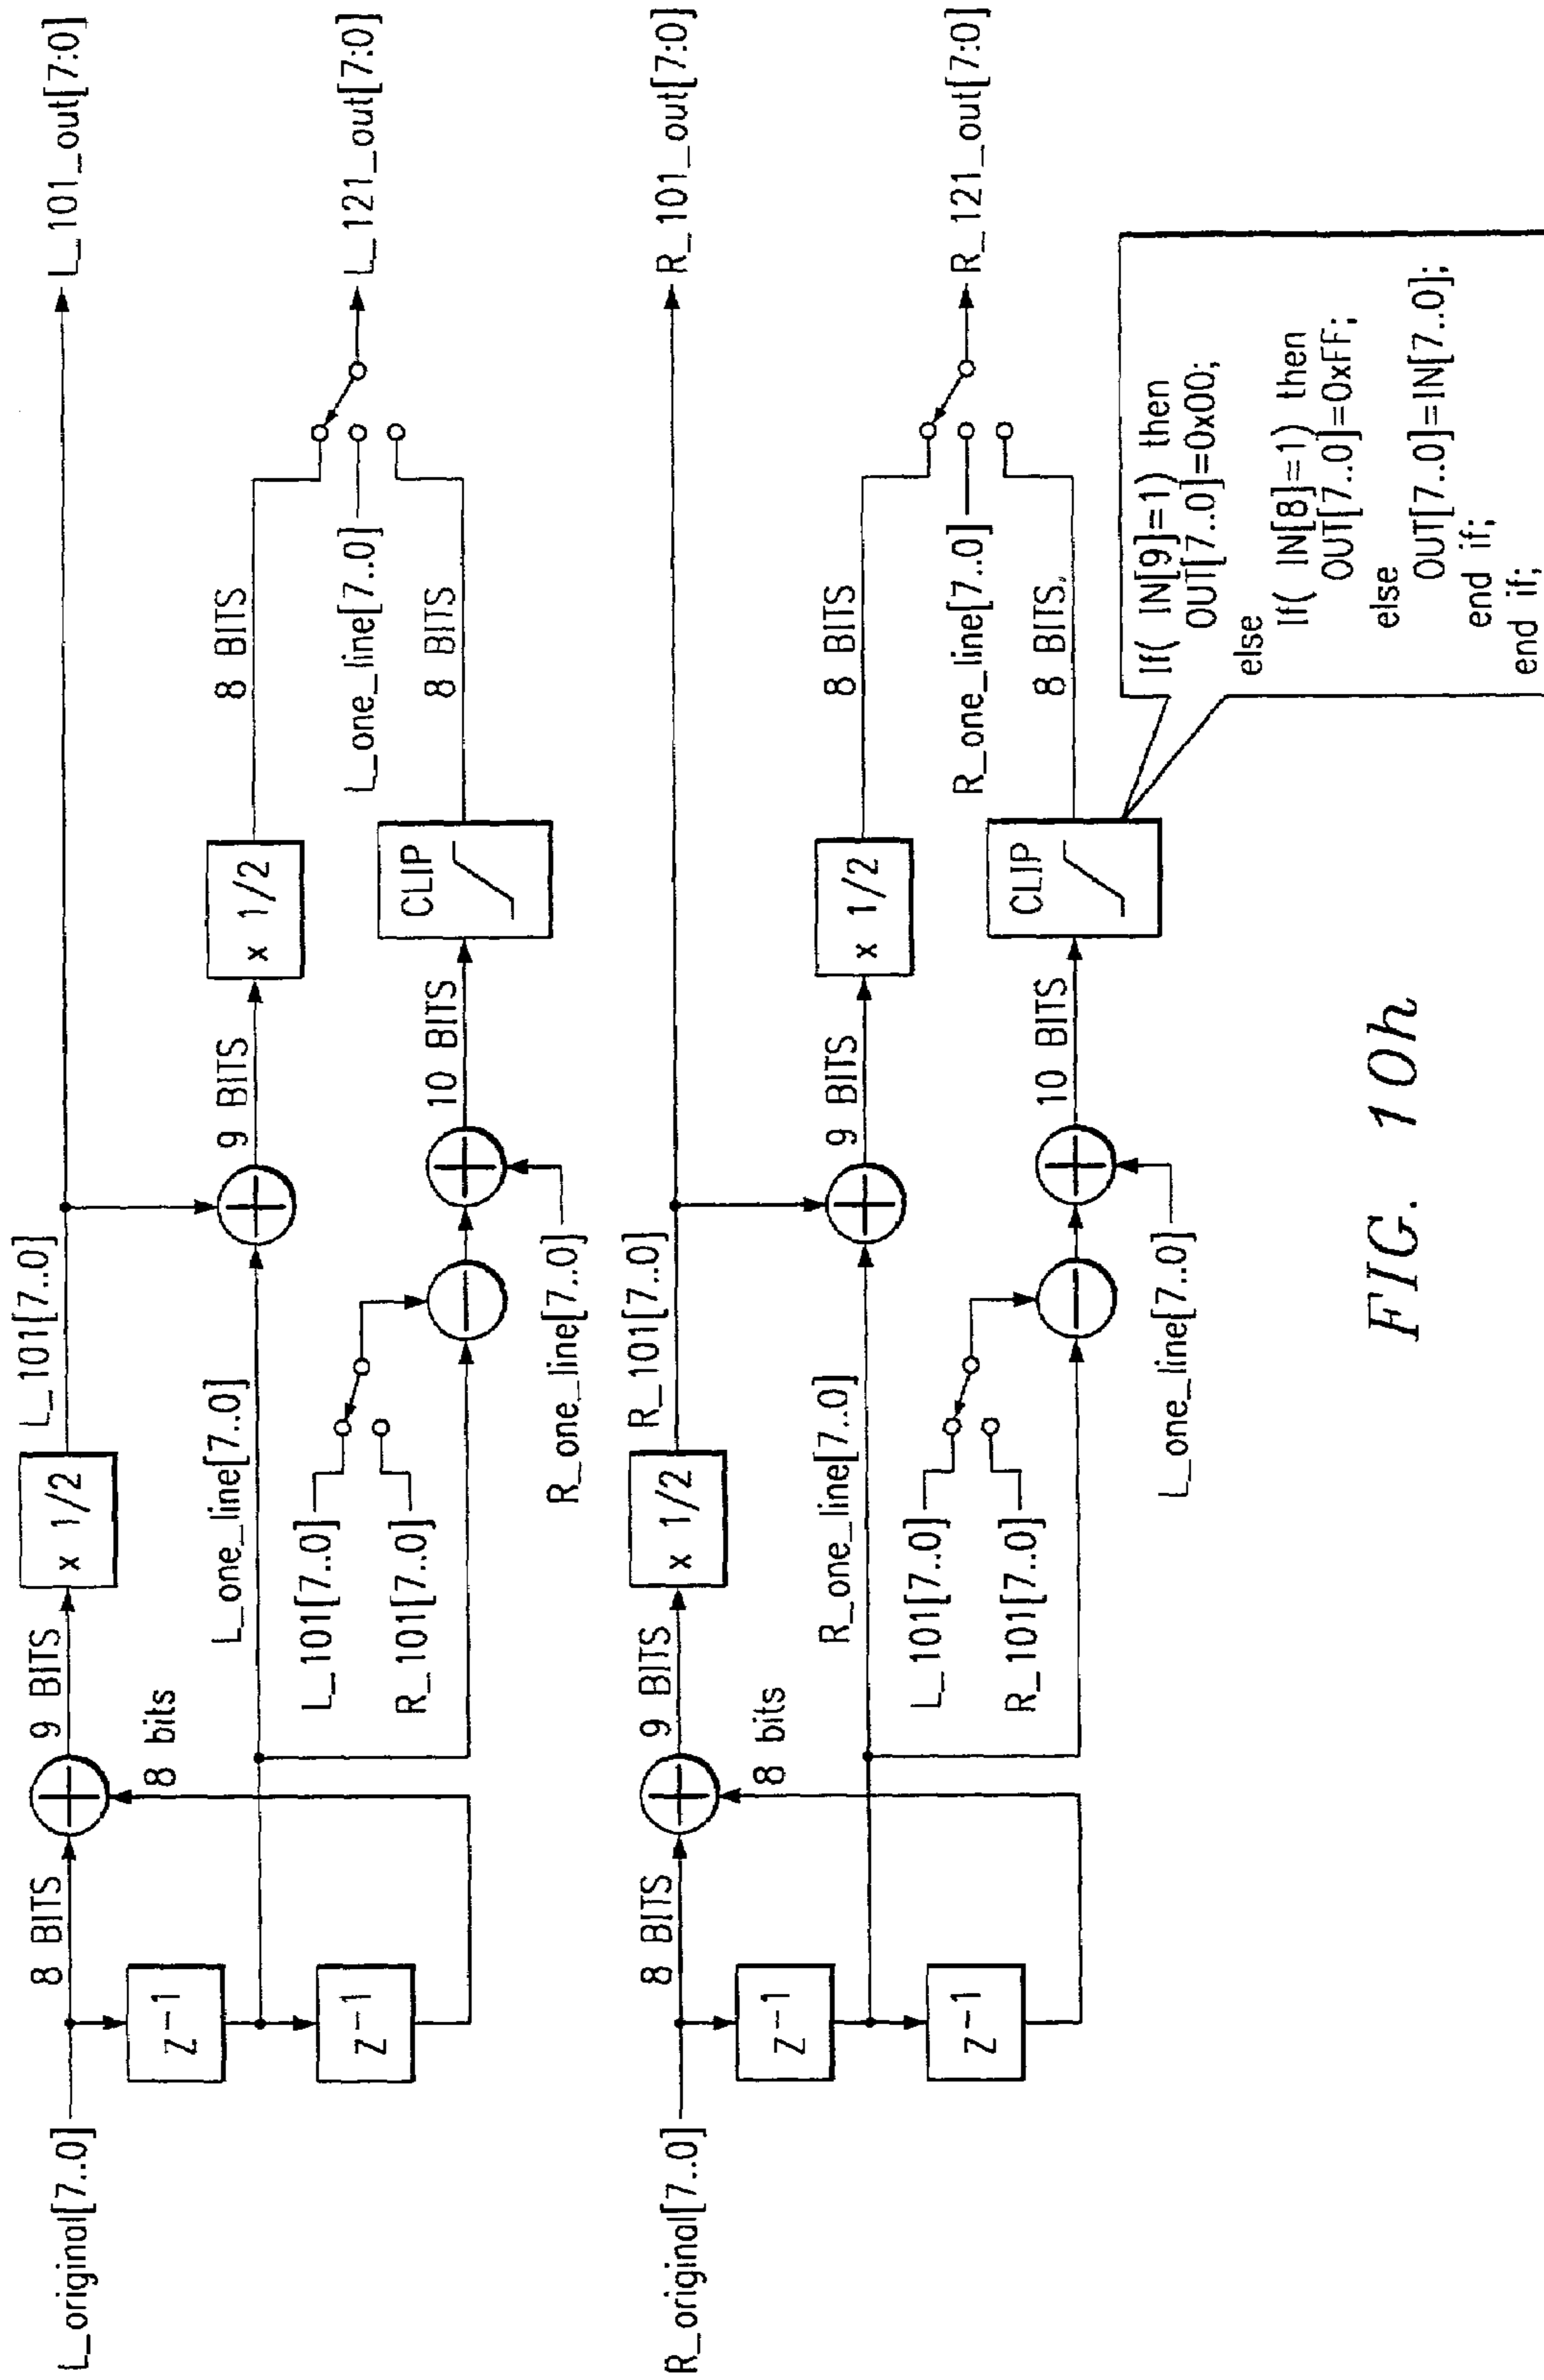 L_original[7..0]
8 BITS
9 BITS
8 bits
x 1/2
L_101[7..0]
L_101_out[7:0]
z-1
z-1
L_one_line[7..0]
9 BITS
x 1/2
8 BITS
L_101[7..0]
R_101[7..0]
R_one_line[7..0]
10 BITS
CLIP
8 BITS
L_one_line[7..0]
L_121_out[7:0]
R_original[7..0]
8 BITS
9 BITS
8 bits
x 1/2
R_101[7..0]
R_101_out[7:0]
z-1
z-1
R_one_line[7..0]
9 BITS
x 1/2
8 BITS
L_101[7..0]
R_101[7..0]
L_one_line[7..0]
10 BITS
CLIP
8 BITS
R_one_line[7..0]
R_121_out[7:0]
If( IN[9]=1) then
OUT[7..0]=0x00;
else
If( IN[8]=1) then
OUT[7..0]=0xFF;
else
OUT[7..0]=IN[7..0];
end if;
end if;
FIG. 10h